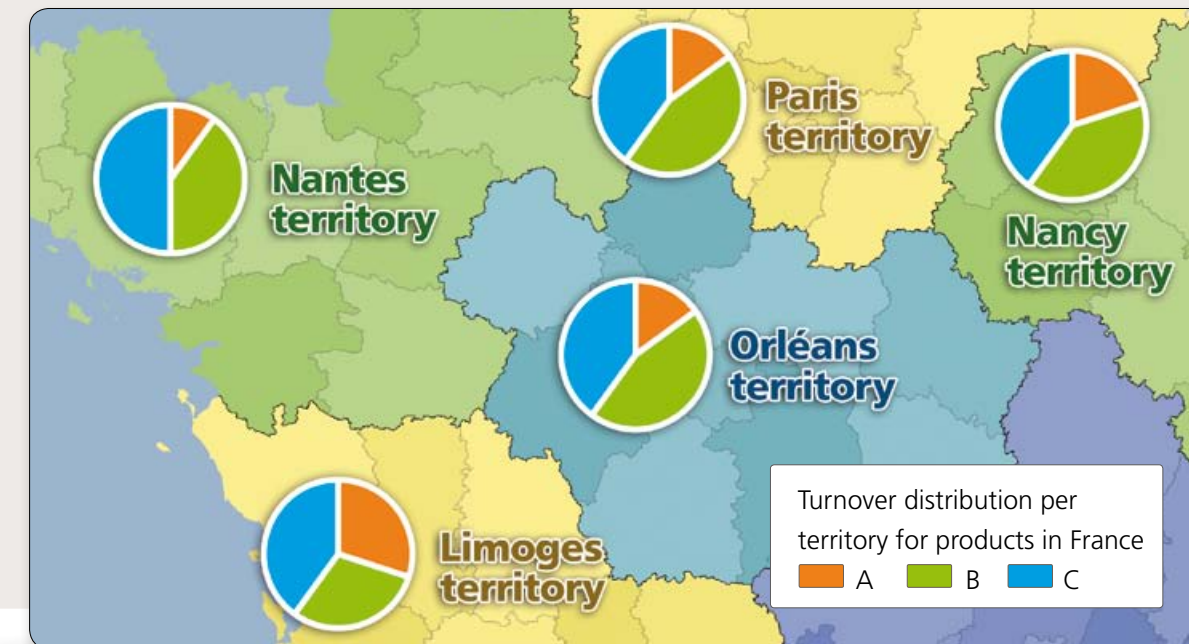 Paris
territory
Nantes
territory
Nancy
territory
Orléans
territory
Limoges
territory
Turnover distribution per
territory for products in France
A B C